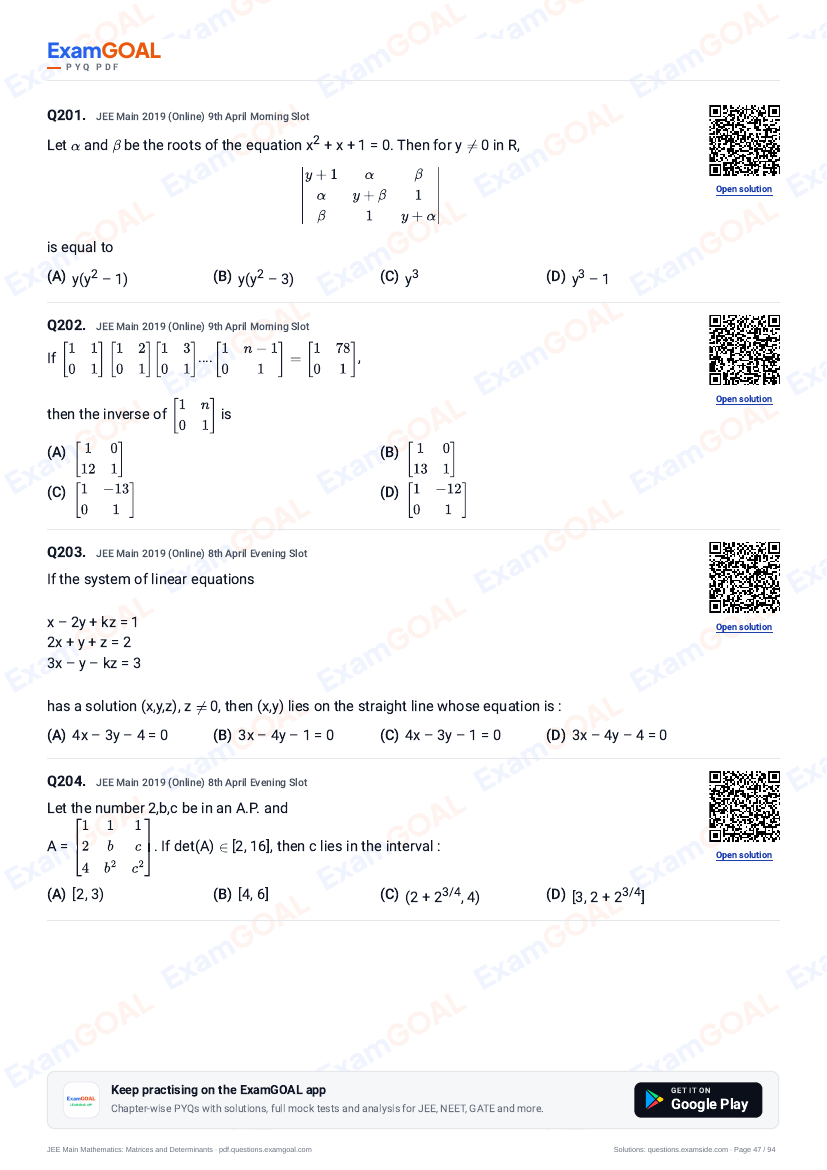 ExamGOAL
PYQ PDF
Q201. JEE Main 2019 (Online) 9th April Morning Slot
Let α and β be the roots of the equation x² + x + 1 = 0. Then for y ≠ 0 in R,
|y + 1 α β|
|α y + β 1|
|β 1 y + α|
Open solution
is equal to
(A) y(y² − 1) (B) y(y² − 3) (C) y³ (D) y³ − 1
Q202. JEE Main 2019 (Online) 9th April Morning Slot
If [1 1; 0 1] [1 2; 0 1] [1 3; 0 1] .... [1 n − 1; 0 1] = [1 78; 0 1],
Open solution
then the inverse of [1 n; 0 1] is
(A) [1 0; 12 1] (B) [1 0; 13 1]
(C) [1 −13; 0 1] (D) [1 −12; 0 1]
Q203. JEE Main 2019 (Online) 8th April Evening Slot
If the system of linear equations
x − 2y + kz = 1
2x + y + z = 2
3x − y − kz = 3
Open solution
has a solution (x,y,z), z ≠ 0, then (x,y) lies on the straight line whose equation is :
(A) 4x − 3y − 4 = 0 (B) 3x − 4y − 1 = 0 (C) 4x − 3y − 1 = 0 (D) 3x − 4y − 4 = 0
Q204. JEE Main 2019 (Online) 8th April Evening Slot
Let the number 2,b,c be in an A.P. and
A = [1 1 1; 2 b c; 4 b² c²]. If det(A) ∈ [2, 16], then c lies in the interval :
Open solution
(A) [2, 3) (B) [4, 6] (C) (2 + 2^3/4, 4) (D) [3, 2 + 2^3/4]
ExamGOAL
Keep practising on the ExamGOAL app
Chapter-wise PYQs with solutions, full mock tests and analysis for JEE, NEET, GATE and more.
GET IT ON
Google Play
JEE Main Mathematics: Matrices and Determinants · pdf.questions.examgoal.com
Solutions: questions.examside.com · Page 47 / 94